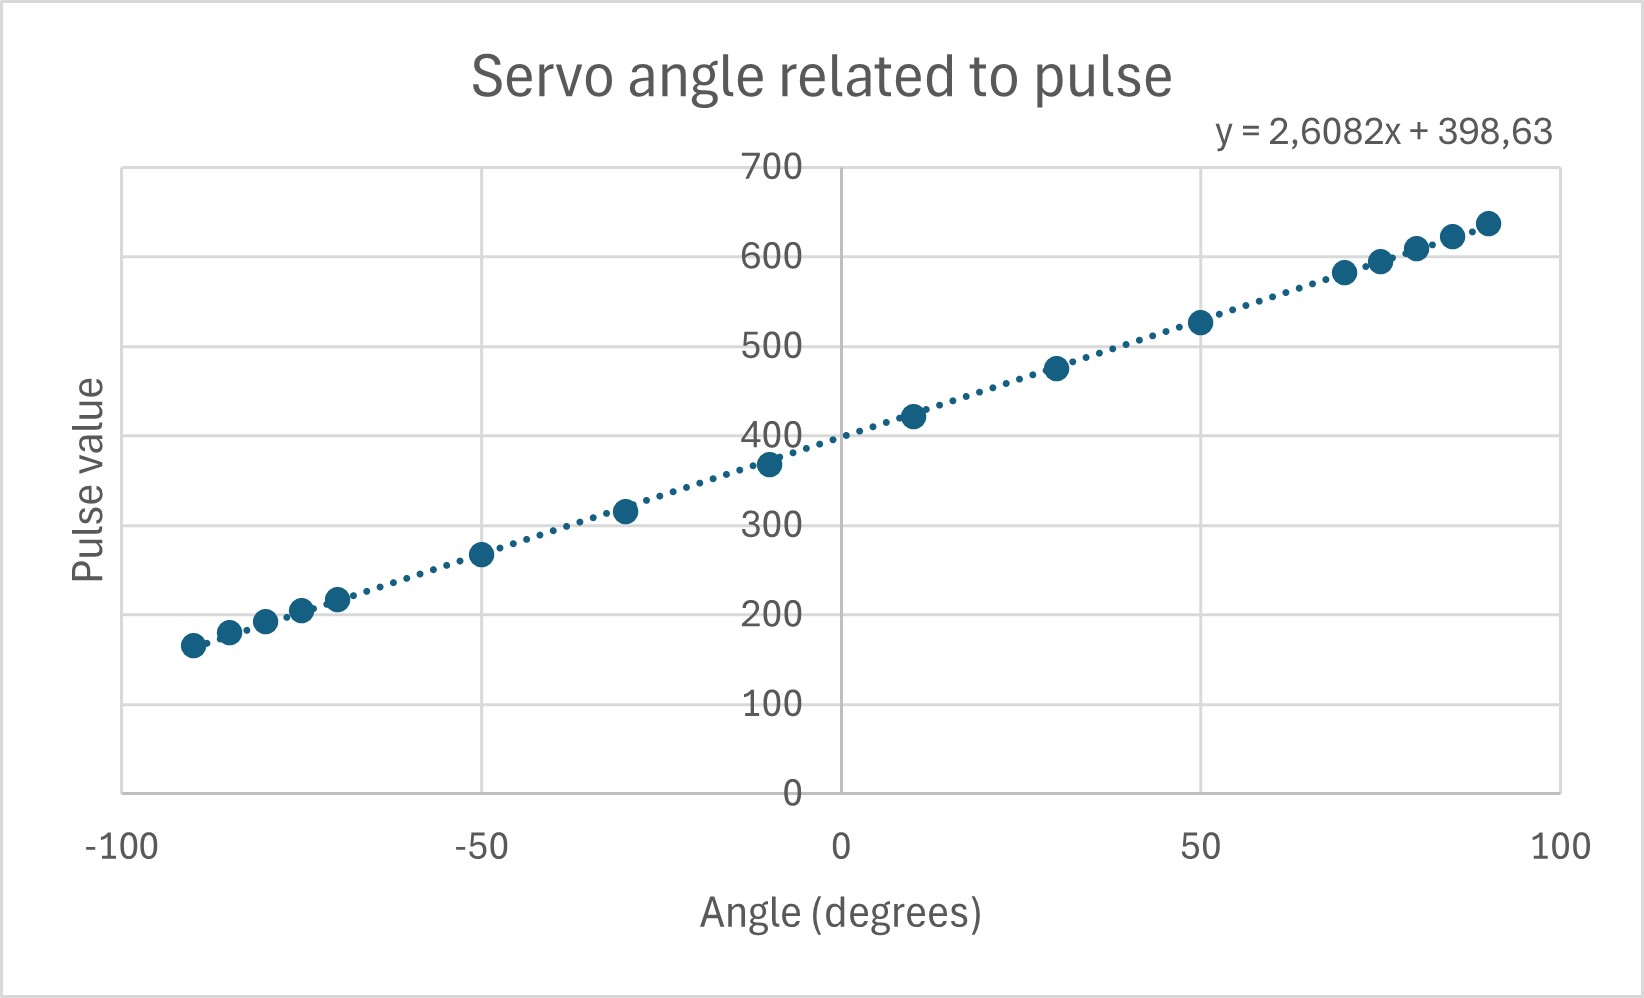 Servo angle related to pulse
y = 2,6082x + 398,63
700
600
500
400
300
200
100
0
Pulse value
-100 -50 0 50 100
Angle (degrees)